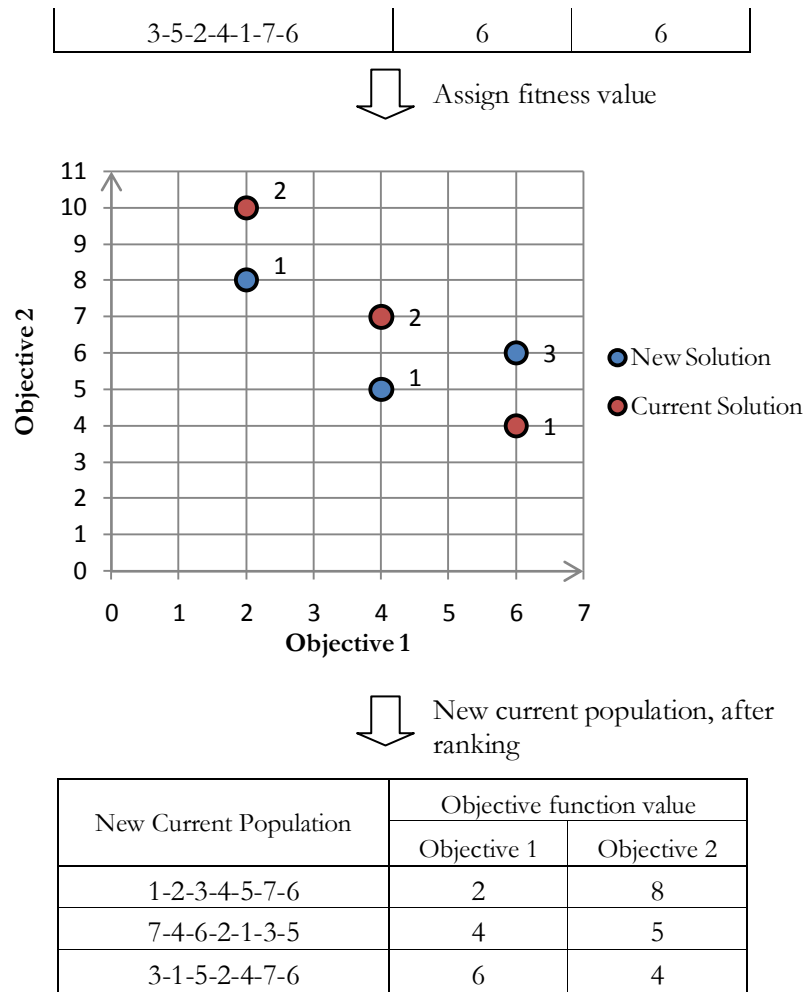 3-5-2-4-1-7-6 6 6
Assign fitness value
11
10
9
8
7
6
5
4
3
2
1
0
2
1
2
1
3
1
Objective 2
New Solution
Current Solution
0 1 2 3 4 5 6 7
Objective 1
New current population, after
ranking
New Current Population
Objective function value
Objective 1 Objective 2
1-2-3-4-5-7-6 2 8
7-4-6-2-1-3-5 4 5
3-1-5-2-4-7-6 6 4